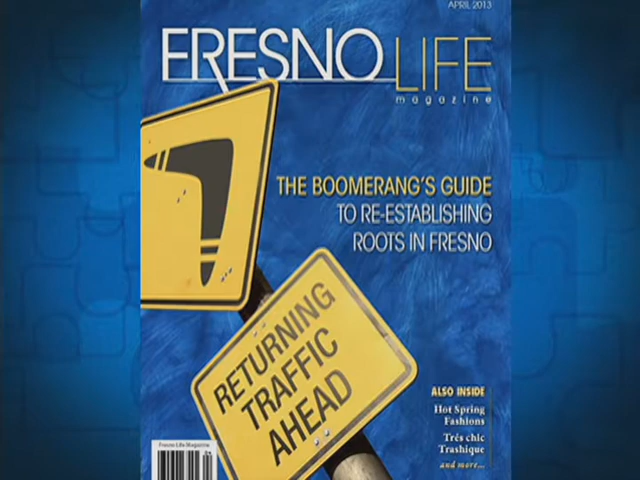 APRIL 2013
FRESNO LIFE
magazine
THE BOOMERANG'S GUIDE
TO RE-ESTABLISHING
ROOTS IN FRESNO
RETURNING
TRAFFIC
AHEAD
ALSO INSIDE
Hot Spring
Fashions
Très chic
Trashique
and more...
Fresno Life Magazine